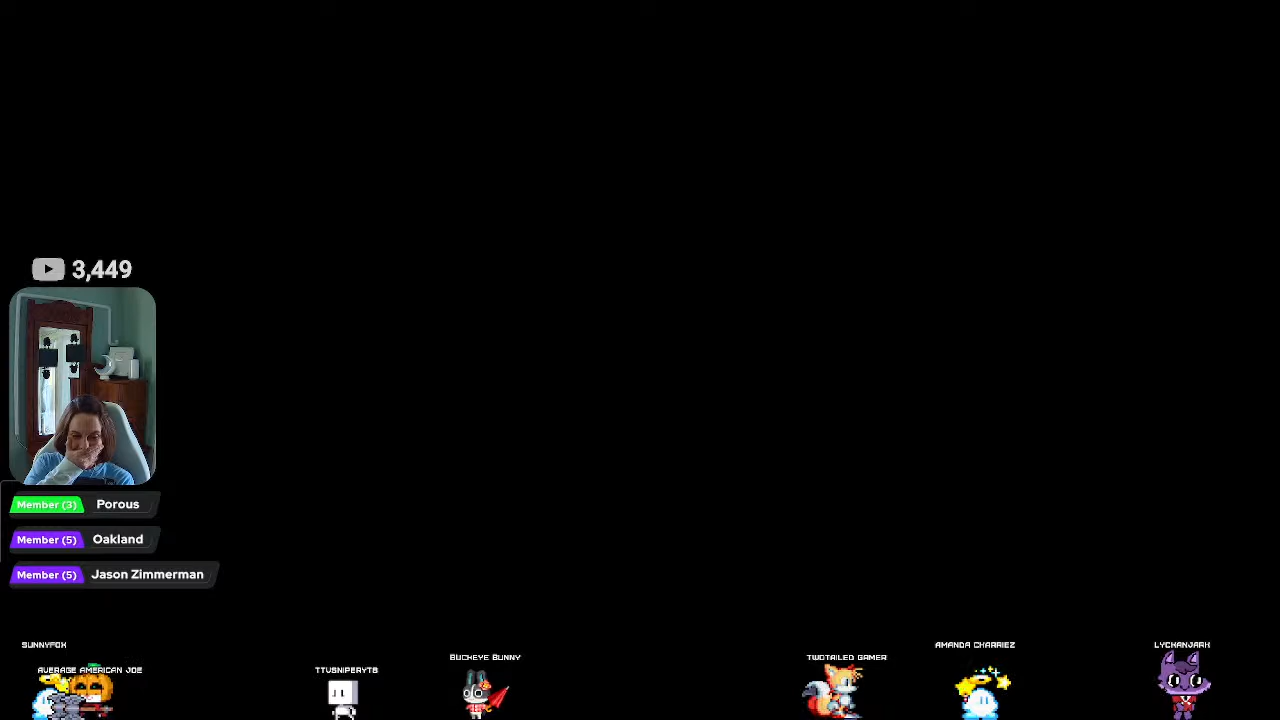 3,449
Member (3) Porous
Member (5) Oakland
Member (5) Jason Zimmerman
SUNNYFOX
AVERAGE AMERICAN JOE
TTVSNIPERYT8
BUCKEYE BUNNY
TWOTAILED GAMER
AMANDA CHARRIEZ
LYCHANJARK